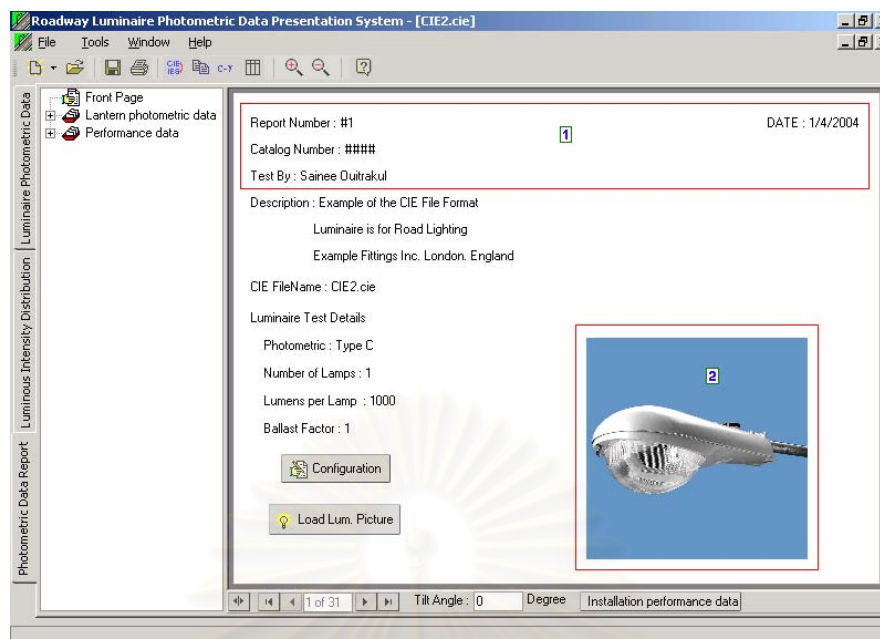 Roadway Luminaire Photometric Data Presentation System - [CIE2.cie]
File Tools Window Help
CIE IES C-γ
Luminaire Photometric Data
Luminous Intensity Distribution
Photometric Data Report
Front Page
Lantern photometric data
Performance data
Report Number : #1
DATE : 1/4/2004
1
Catalog Number : ####
Test By : Sainee Ouitrakul
Description : Example of the CIE File Format
Luminaire is for Road Lighting
Example Fittings Inc. London. England
CIE FileName : CIE2.cie
Luminaire Test Details
Photometric : Type C
Number of Lamps : 1
Lumens per Lamp : 1000
Ballast Factor : 1
Configuration
Load Lum. Picture
2
1 of 31 Tilt Angle : 0 Degree Installation performance data